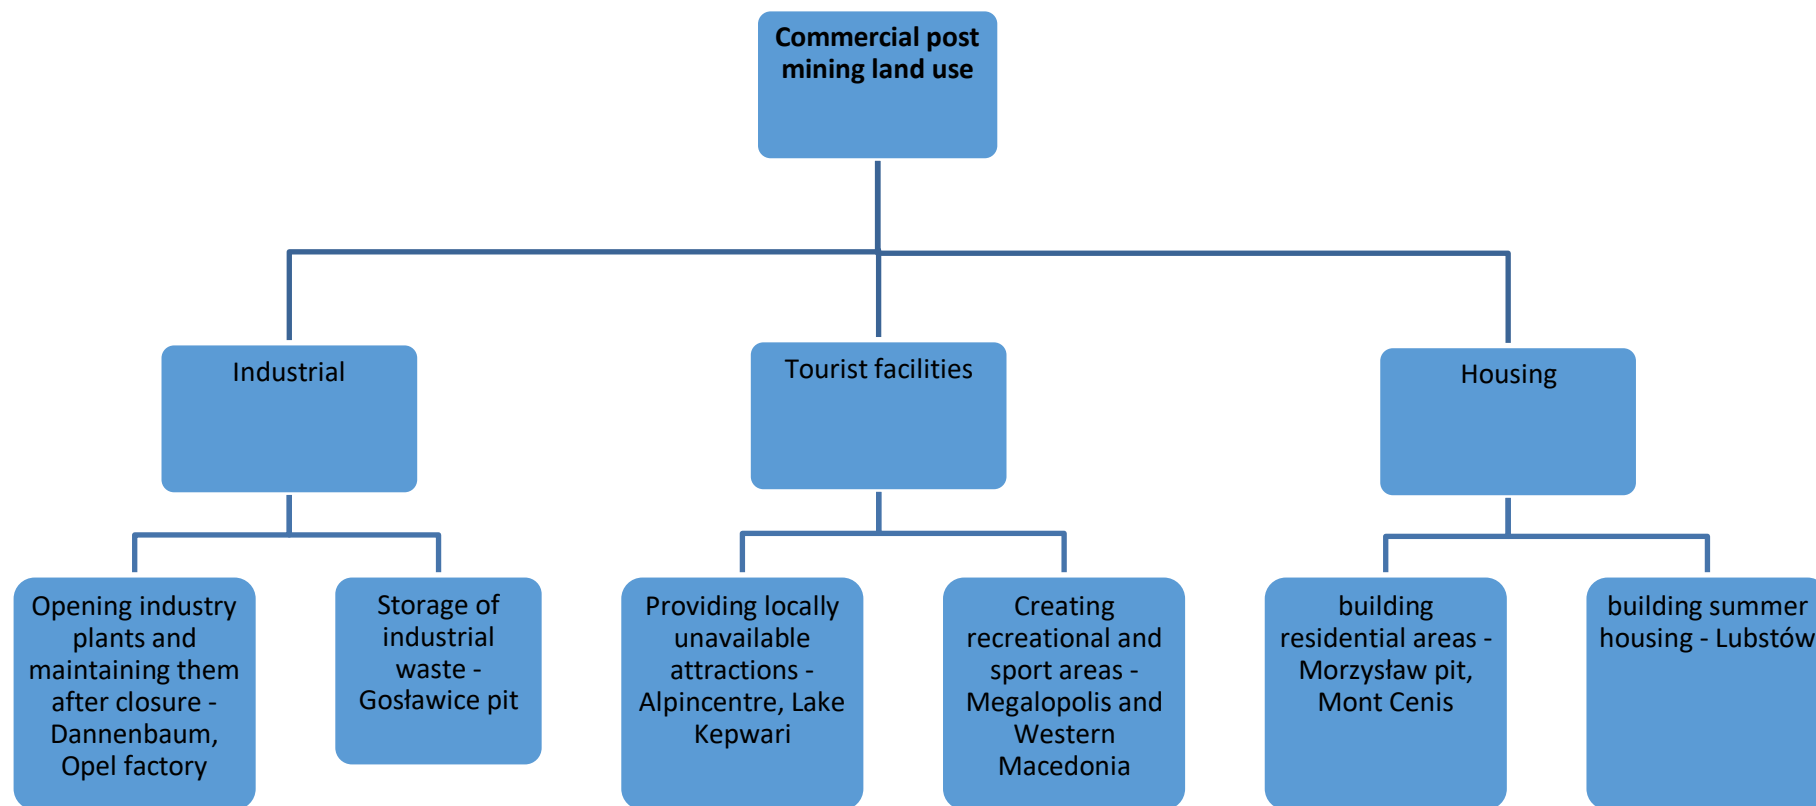 Commercial post
mining land use
Industrial
Tourist facilities
Housing
Opening industry
plants and
maintaining them
after closure -
Dannenbaum,
Opel factory
Storage of
industrial
waste -
Gosławice pit
Providing locally
unavailable
attractions -
Alpincentre, Lake
Kepwari
Creating
recreational and
sport areas -
Megalopolis and
Western
Macedonia
building
residential areas -
Morzysław pit,
Mont Cenis
building summer
housing - Lubstów